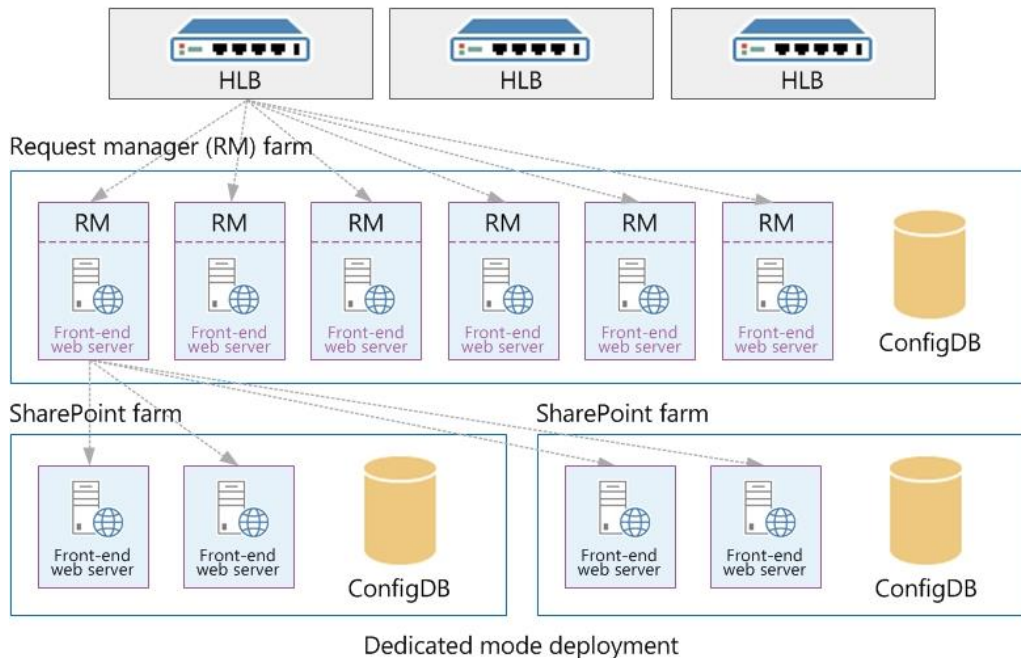 HLB
HLB
HLB
Request manager (RM) farm
RM
RM
RM
RM
RM
RM
Front-end
web server
Front-end
web server
Front-end
web server
Front-end
web server
Front-end
web server
Front-end
web server
ConfigDB
SharePoint farm
Front-end
web server
Front-end
web server
ConfigDB
SharePoint farm
Front-end
web server
Front-end
web server
ConfigDB
Dedicated mode deployment